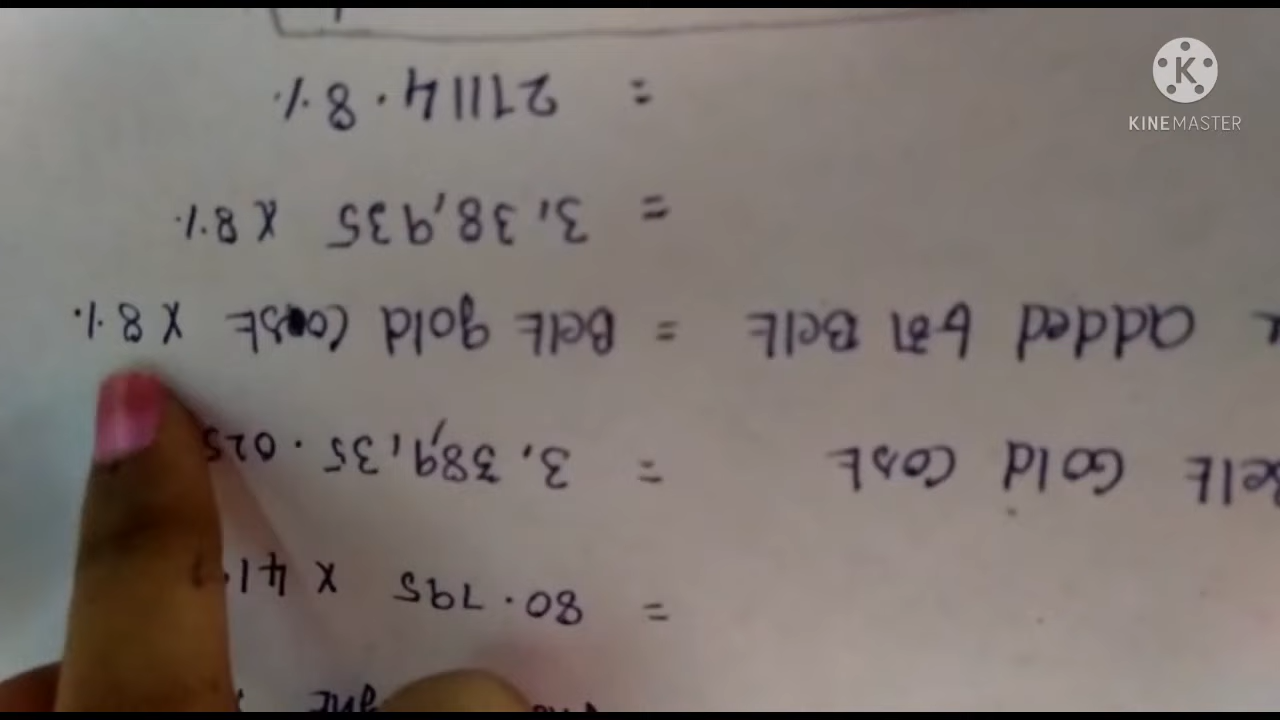 = 80.795 × 41
Belt Gold Cost = 3,389,35.025
added for Belt = Belt gold Cost × 8%
= 3,38,935 × 8%
= 27114.8%
KINEMASTER